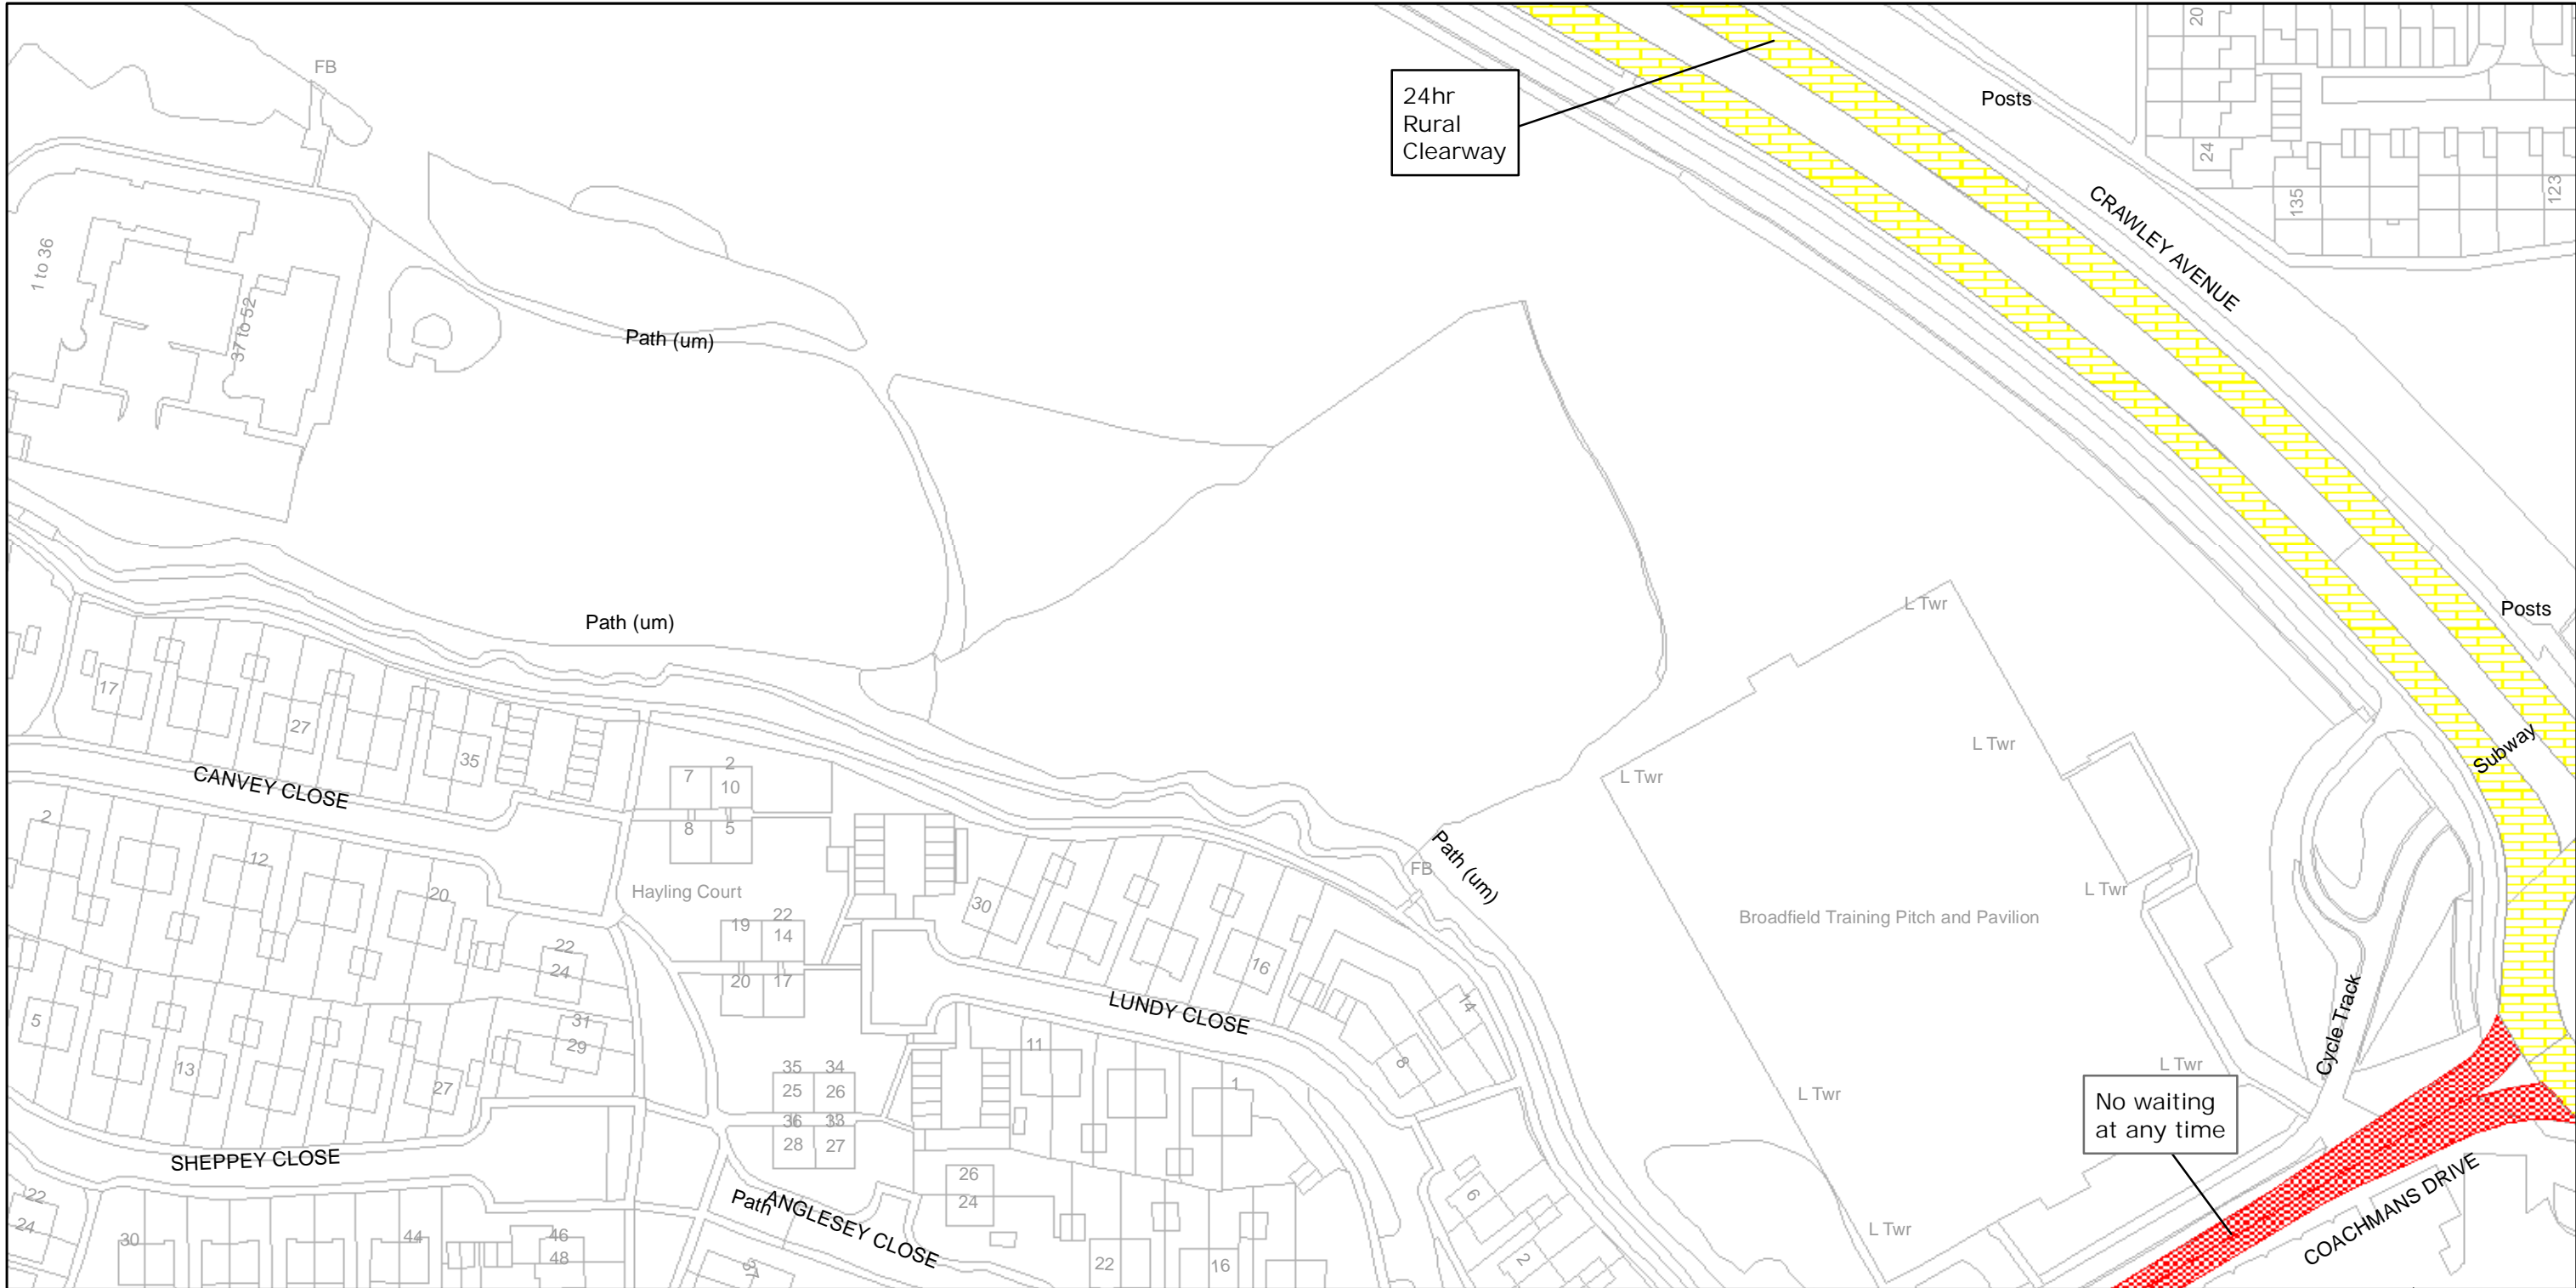 FB
24hr
Rural
Clearway
Posts
20
24
135
123
CRAWLEY AVENUE
1 to 36
37 to 52
Path (um)
Path (um)
L Twr
Posts
L Twr
L Twr
Subway
17
27
35
CANVEY CLOSE
7
2
10
8
5
2
12
20
FB
Path (um)
L Twr
Hayling Court
30
16
14
Broadfield Training Pitch and Pavilion
19
22
14
20
17
22
24
LUNDY CLOSE
5
31
29
13
27
11
8
1
Cycle Track
L Twr
L Twr
35
34
25
26
36
33
28
27
No waiting
at any time
SHEPPEY CLOSE
22
24
30
44
46
48
Path
ANGLESEY CLOSE
26
24
22
16
6
2
L Twr
COACHMANS DRIVE
37